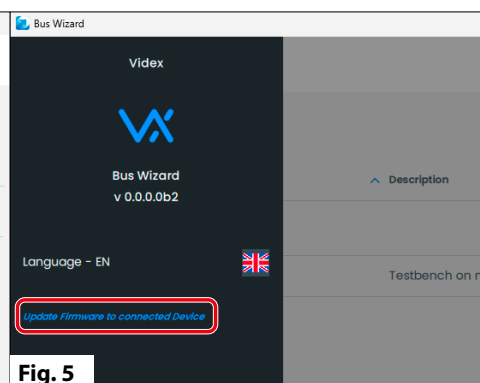 Bus Wizard
Videx
Bus Wizard
v 0.0.0.0b2
Description
Language - EN
Testbench on
Update Firmware to connected Device
Fig. 5